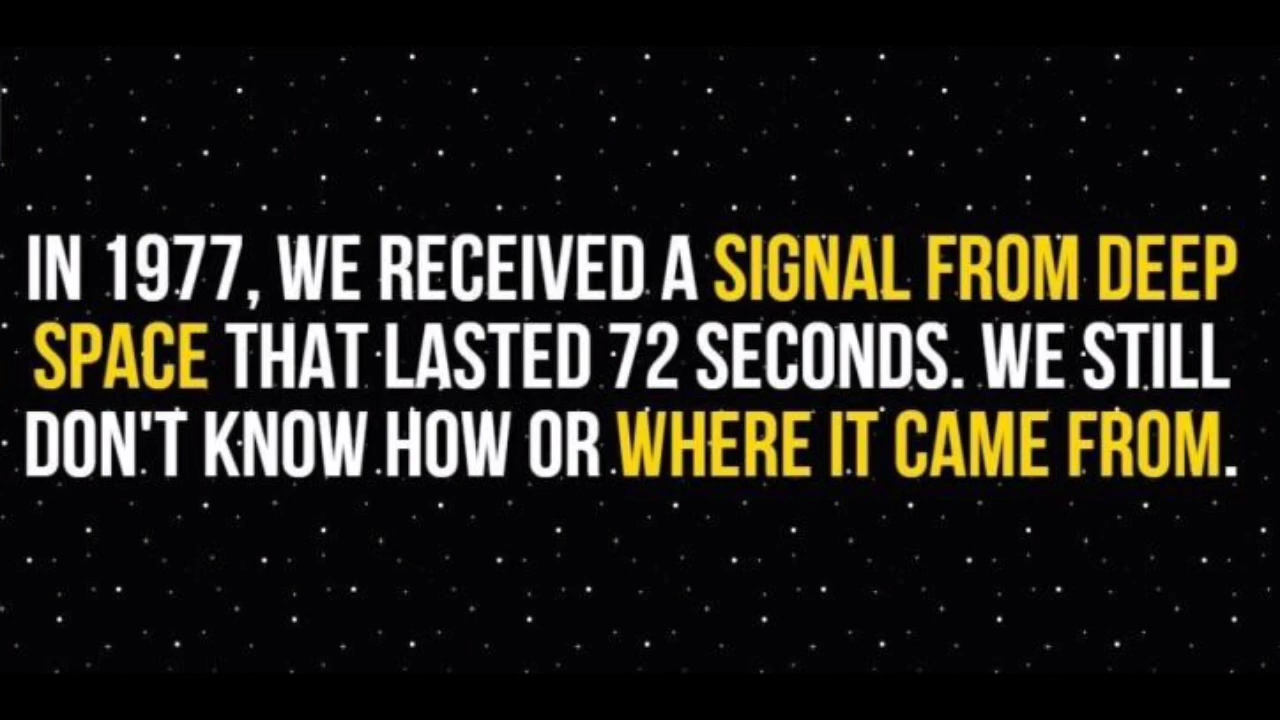 IN 1977, WE RECEIVED A SIGNAL FROM DEEP
SPACE THAT LASTED 72 SECONDS. WE STILL
DON'T KNOW HOW OR WHERE IT CAME FROM.